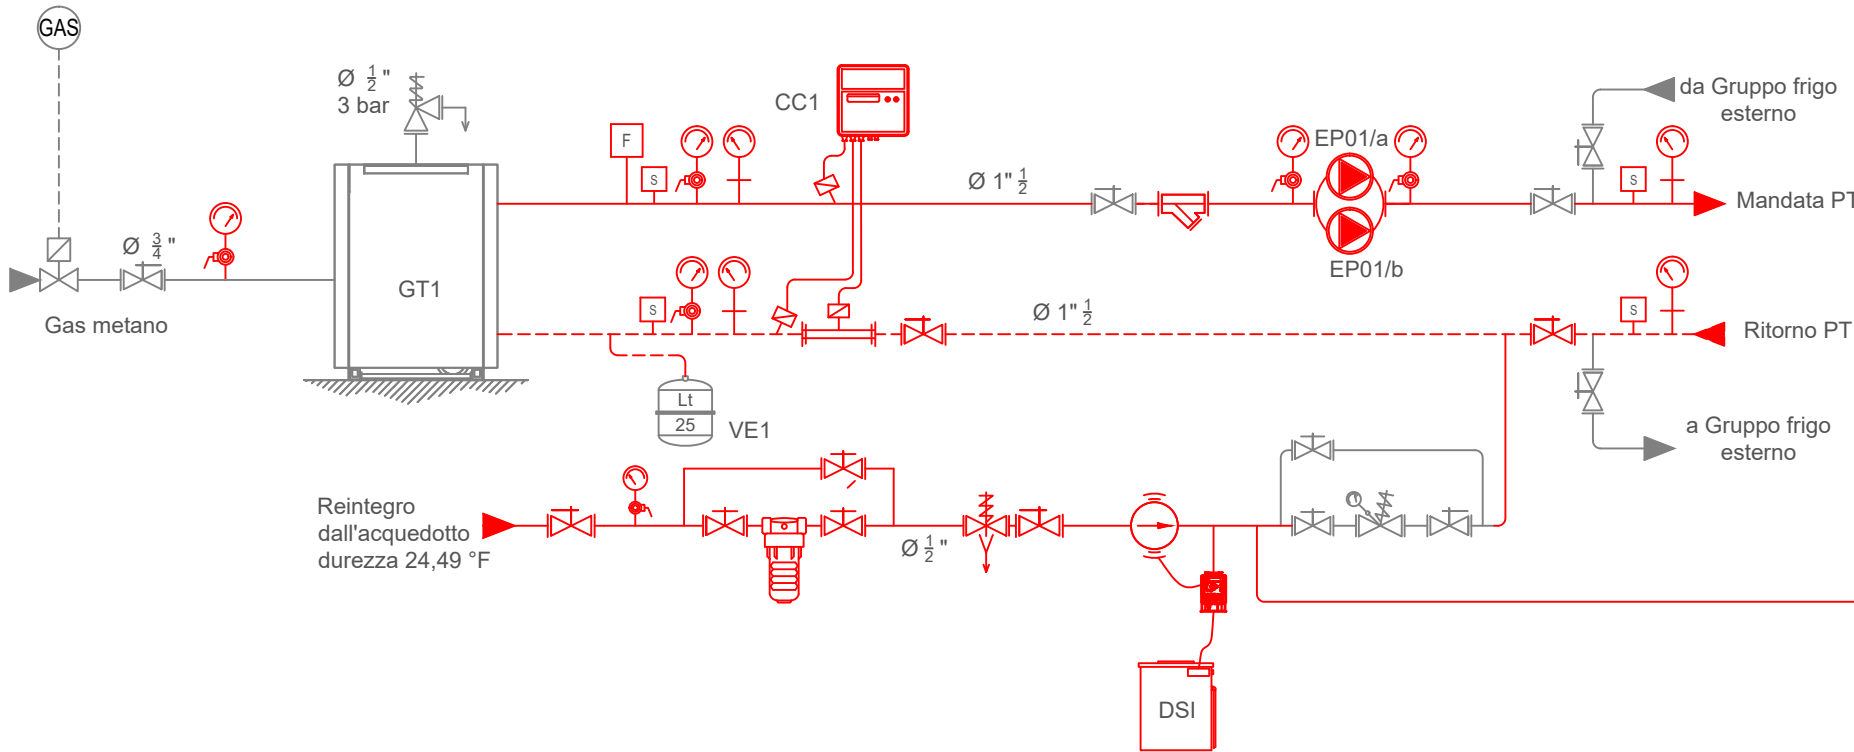 GAS
Ø 1/2 "
3 bar
CC1
da Gruppo frigo
esterno
F
S
EP01/a
Ø 1" 1/2
S
Mandata PT
Ø 3/4 "
EP01/b
GT1
S
Ø 1" 1/2
S
Ritorno PT
Gas metano
Lt
25
VE1
a Gruppo frigo
esterno
Reintegro
dall'acquedotto
durezza 24,49 °F
Ø 1/2 "
DSI